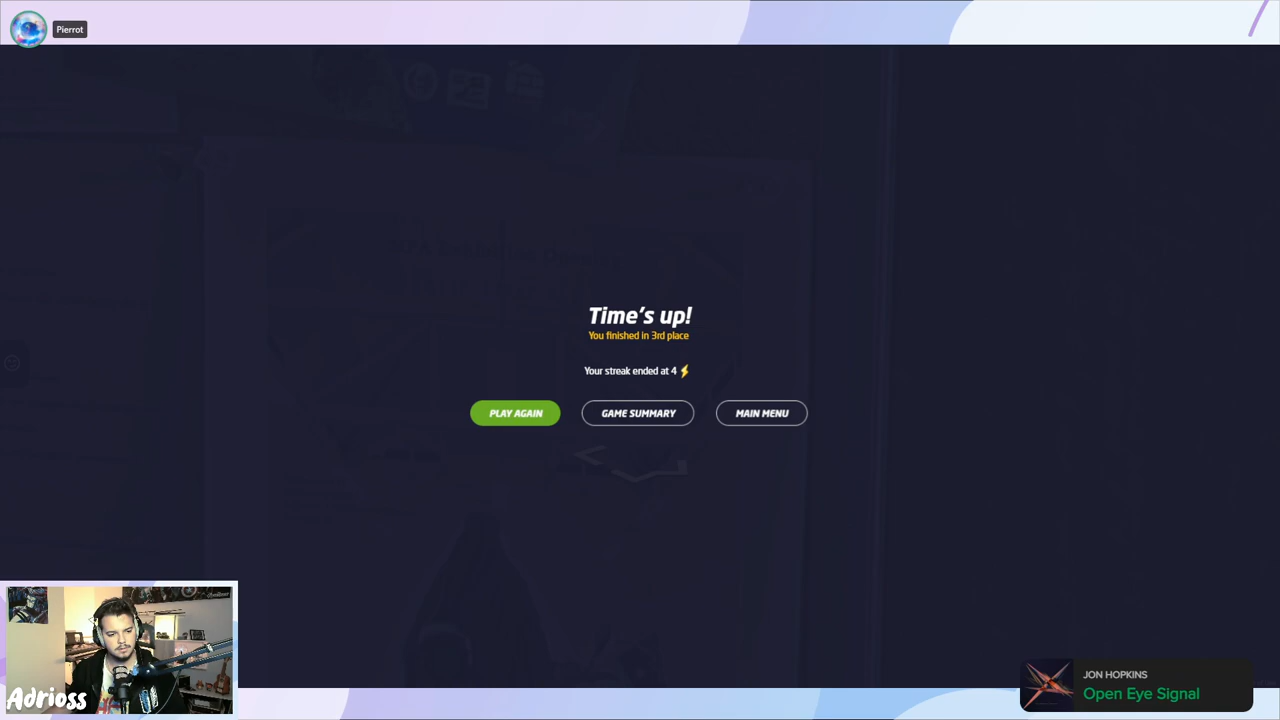 Pierrot
Time's up!
You finished in 3rd place
Your streak ended at 4 ⚡
PLAY AGAIN
GAME SUMMARY
MAIN MENU
Adrioss
JON HOPKINS
Open Eye Signal